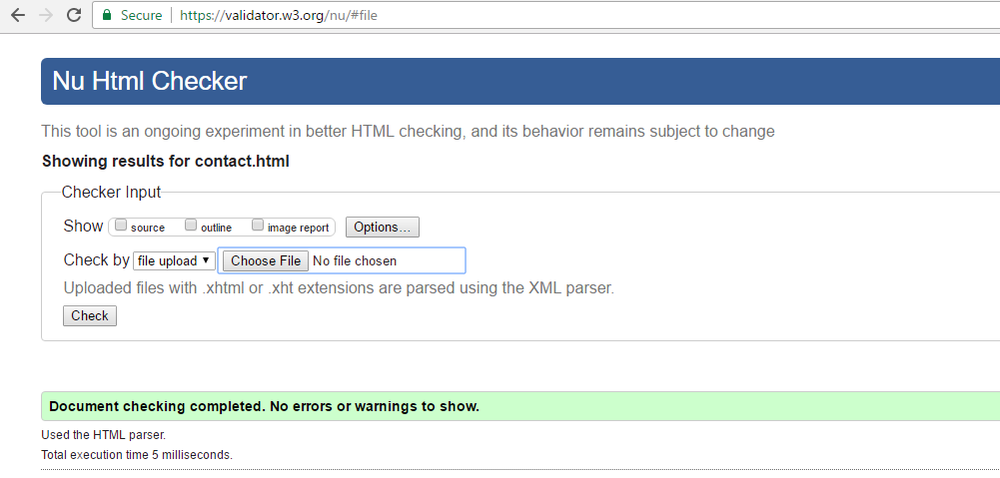 Secure https://validator.w3.org/nu/#file
Nu Html Checker
This tool is an ongoing experiment in better HTML checking, and its behavior remains subject to change
Showing results for contact.html
Checker Input
Show source outline image report Options...
Check by file upload Choose File No file chosen
Uploaded files with .xhtml or .xht extensions are parsed using the XML parser.
Check
Document checking completed. No errors or warnings to show.
Used the HTML parser.
Total execution time 5 milliseconds.